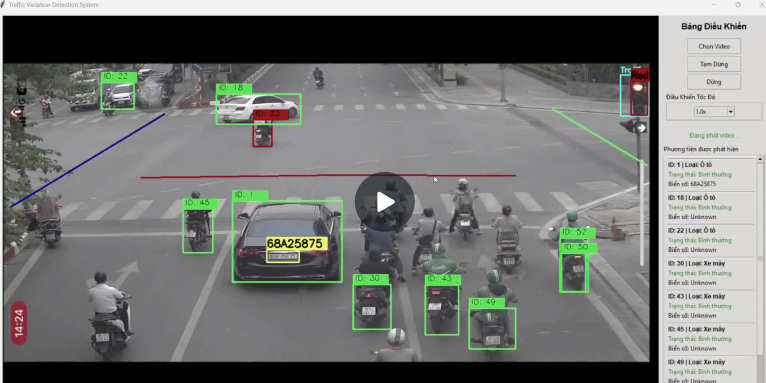 Traffic Violation Detection System
Bảng Điều Khiển
Chọn Video
Tạm Dừng
Dừng
Điều Khiển Tốc Độ
1.0x
Đang phát video...
Phương tiện được phát hiện
ID: 1 | Loại: Ô tô
Trạng thái: Bình thường
Biển số: 68A25875
ID: 18 | Loại: Ô tô
Trạng thái: Bình thường
Biển số: Unknown
ID: 22 | Loại: Ô tô
Trạng thái: Bình thường
Biển số: Unknown
ID: 30 | Loại: Xe máy
Trạng thái: Bình thường
Biển số: Unknown
ID: 43 | Loại: Xe máy
Trạng thái: Bình thường
Biển số: Unknown
ID: 45 | Loại: Xe máy
Trạng thái: Bình thường
Biển số: Unknown
ID: 49 | Loại: Xe máy
Trạng thái: Bình thường
Biển số: Unknown
ID: 22
ID: 18
ID: 23
Red
ID: 45
ID: 1
68A25875
ID: 52
ID: 50
ID: 30
ID: 43
ID: 49
14:24